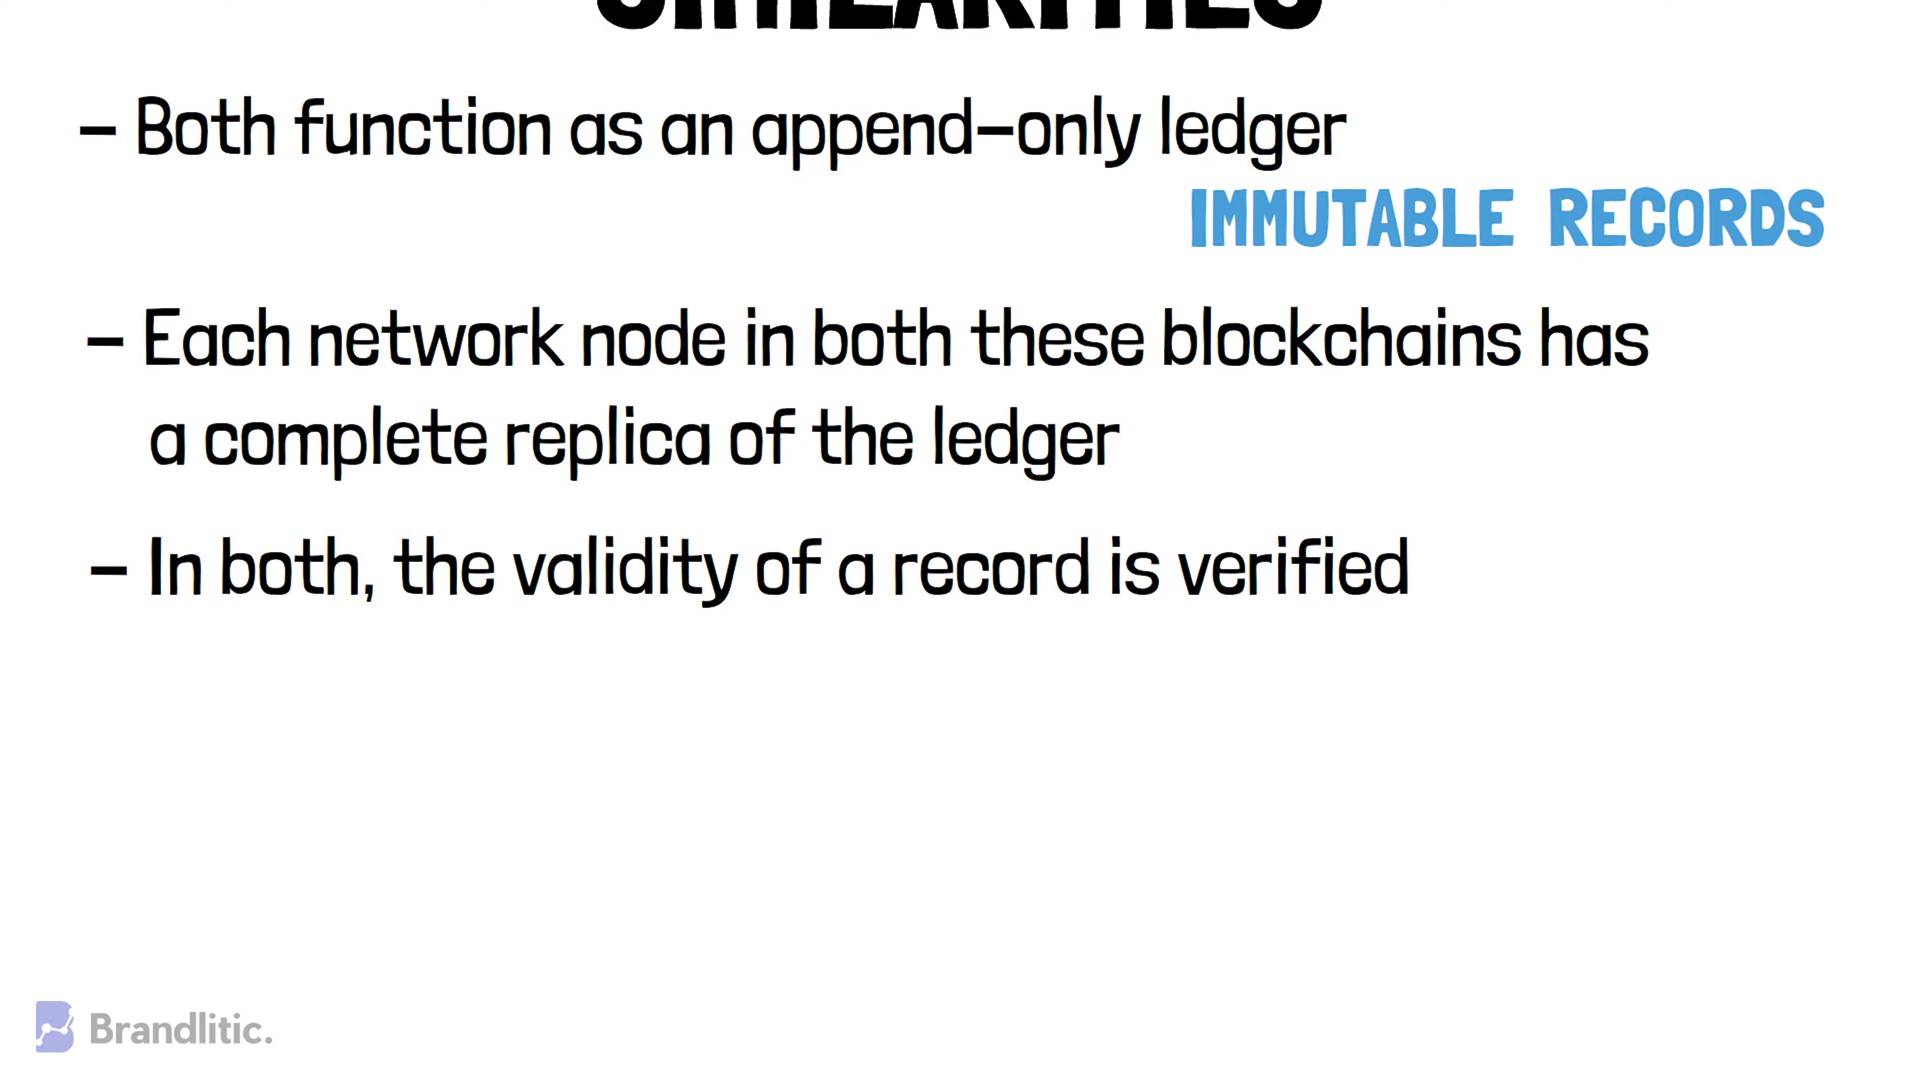 SIMILARITIES
– Both function as an append-only ledger
IMMUTABLE RECORDS
– Each network node in both these blockchains has
a complete replica of the ledger
– In both, the validity of a record is verified
Brandlitic.